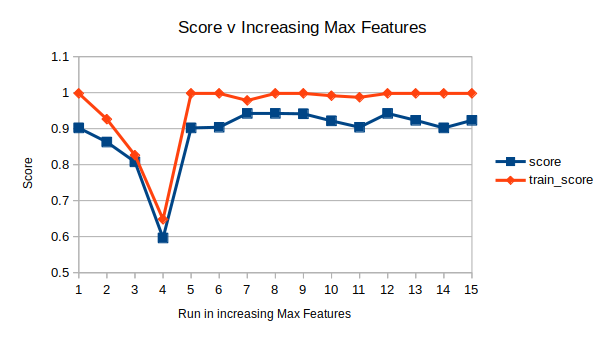 Score v Increasing Max Features
1.1
1
0.9
0.8
0.7
0.6
0.5
Score
1 2 3 4 5 6 7 8 9 10 11 12 13 14 15
Run in increasing Max Features
score
train_score